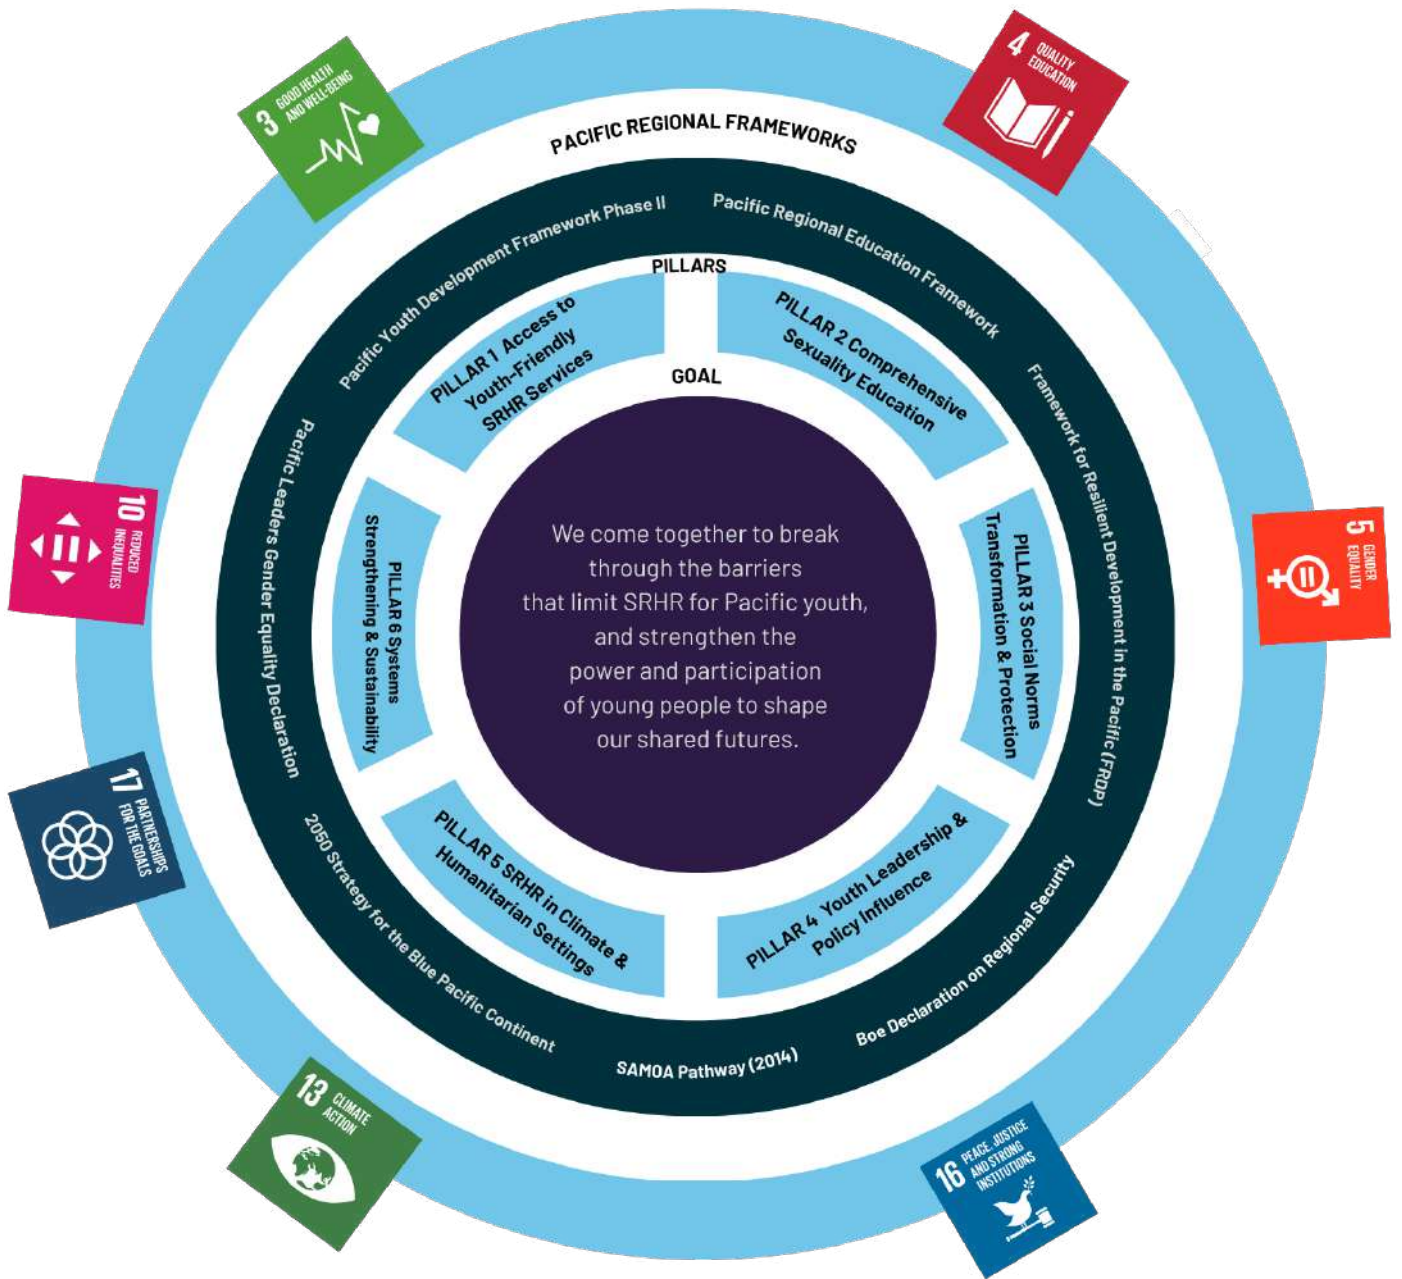 3 GOOD HEALTH
AND WELL-BEING
4 QUALITY
EDUCATION
PACIFIC REGIONAL FRAMEWORKS
Pacific Youth Development Framework Phase II
Pacific Regional Education Framework
Framework for Resilient Development in the Pacific (FRDP)
Boe Declaration on Regional Security
SAMOA Pathway (2014)
2050 Strategy for the Blue Pacific Continent
Pacific Leaders Gender Equality Declaration
PILLARS
PILLAR 1 Access to
Youth-Friendly
SRHR Services
PILLAR 2 Comprehensive
Sexuality Education
PILLAR 3 Social Norms
Transformation & Protection
PILLAR 4 Youth Leadership &
Policy Influence
PILLAR 5 SRHR in Climate &
Humanitarian Settings
PILLAR 6 Systems
Strengthening & Sustainability
GOAL
We come together to break
through the barriers
that limit SRHR for Pacific youth,
and strengthen the
power and participation
of young people to shape
our shared futures.
5 GENDER
EQUALITY
16 PEACE, JUSTICE
AND STRONG
INSTITUTIONS
13 CLIMATE
ACTION
17 PARTNERSHIPS
FOR THE GOALS
10 REDUCED
INEQUALITIES